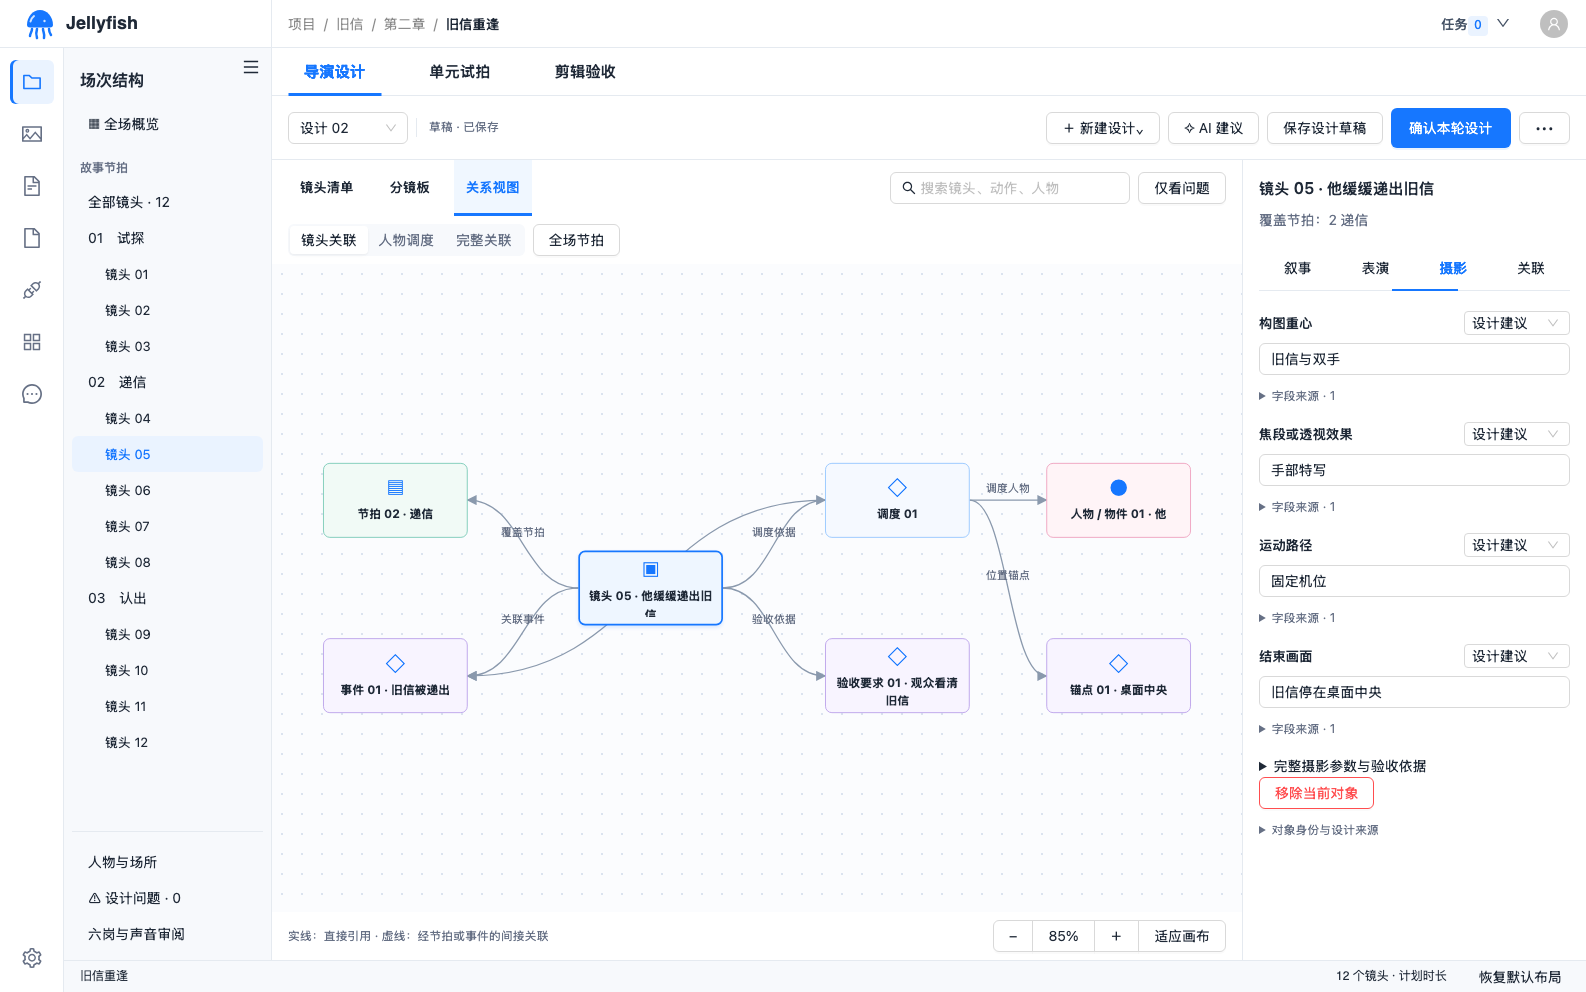 Jellyfish
项目 / 旧信 / 第二章 / 旧信重逢
任务 0
场次结构
全场概览
故事节拍
全部镜头 · 12
01 试探
镜头 01
镜头 02
镜头 03
02 递信
镜头 04
镜头 05
镜头 06
镜头 07
镜头 08
03 认出
镜头 09
镜头 10
镜头 11
镜头 12
人物与场所
设计问题 · 0
六岗与声音审阅
导演设计 单元试拍 剪辑验收
设计 02 草稿 · 已保存
+ 新建设计 AI 建议 保存设计草稿 确认本轮设计 ···
镜头清单 分镜板 关系视图
搜索镜头、动作、人物 仅看问题
镜头关联 人物调度 完整关联 全场节拍
节拍 02 · 递信
覆盖节拍
关联事件
事件 01 · 旧信被递出
镜头 05 · 他缓缓递出旧
信
调度依据
验收依据
调度 01
验收要求 01 · 观众看清
旧信
调度人物
位置锚点
人物 / 物件 01 · 他
锚点 01 · 桌面中央
实线：直接引用 · 虚线：经节拍或事件的间接关联
− 85% + 适应画布
镜头 05 · 他缓缓递出旧信
覆盖节拍：2 递信
叙事 表演 摄影 关联
构图重心 设计建议
旧信与双手
字段来源 · 1
焦段或透视效果 设计建议
手部特写
字段来源 · 1
运动路径 设计建议
固定机位
字段来源 · 1
结束画面 设计建议
旧信停在桌面中央
字段来源 · 1
完整摄影参数与验收依据
移除当前对象
对象身份与设计来源
旧信重逢
12 个镜头 · 计划时长 恢复默认布局